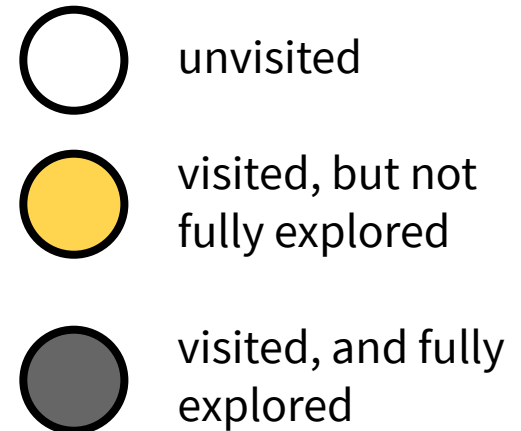 unvisited
visited, but not
fully explored
visited, and fully
explored